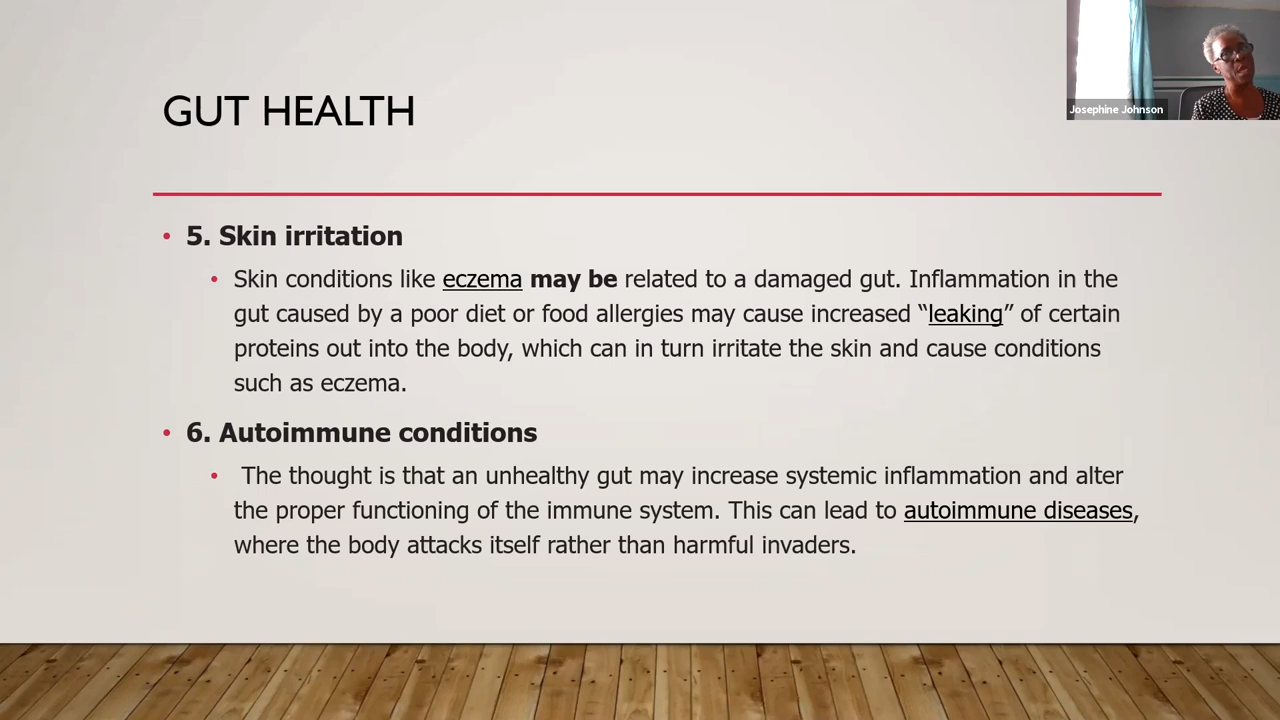 GUT HEALTH
Josephine Johnson
• 5. Skin irritation
• Skin conditions like eczema may be related to a damaged gut. Inflammation in the
gut caused by a poor diet or food allergies may cause increased “leaking” of certain
proteins out into the body, which can in turn irritate the skin and cause conditions
such as eczema.
• 6. Autoimmune conditions
• The thought is that an unhealthy gut may increase systemic inflammation and alter
the proper functioning of the immune system. This can lead to autoimmune diseases,
where the body attacks itself rather than harmful invaders.